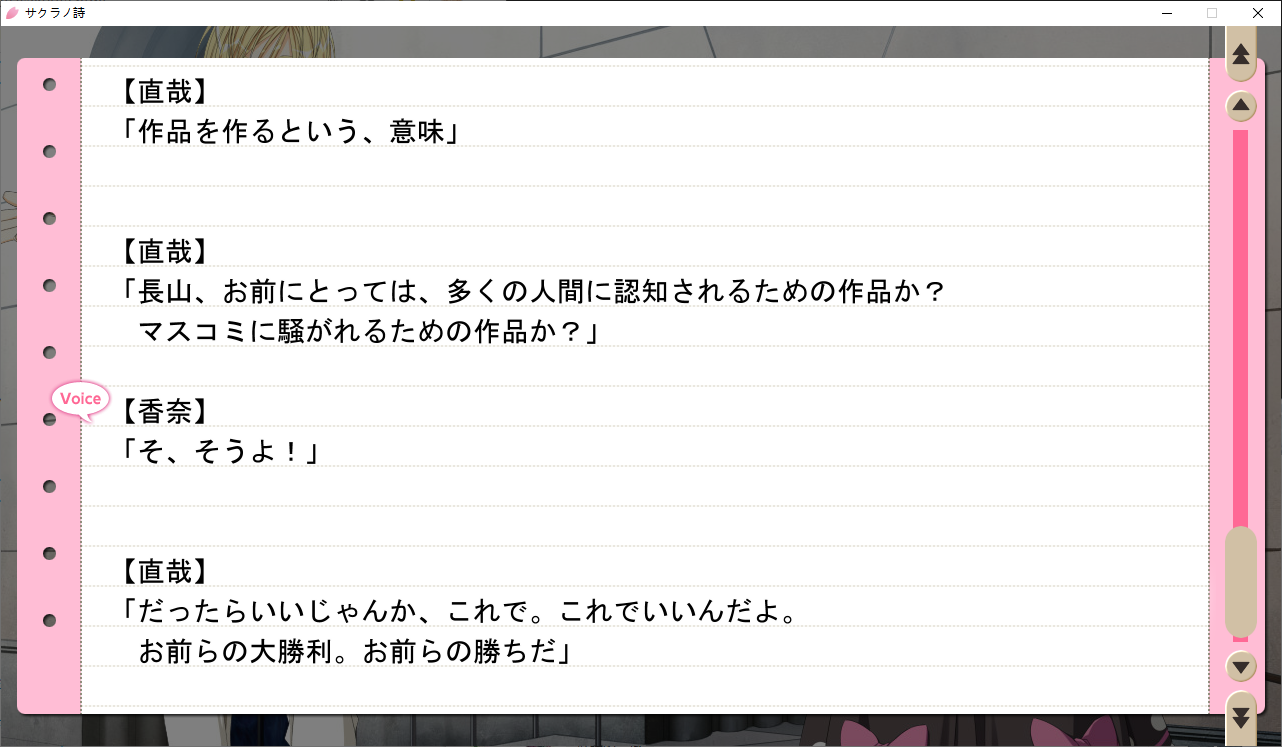 サクラノ詩
【直哉】
「作品を作るという、意味」
【直哉】
「長山、お前にとっては、多くの人間に認知されるための作品か？
マスコミに騒がれるための作品か？」
Voice
【香奈】
「そ、そうよ！」
【直哉】
「だったらいいじゃんか、これで。これでいいんだよ。
お前らの大勝利。お前らの勝ちだ」